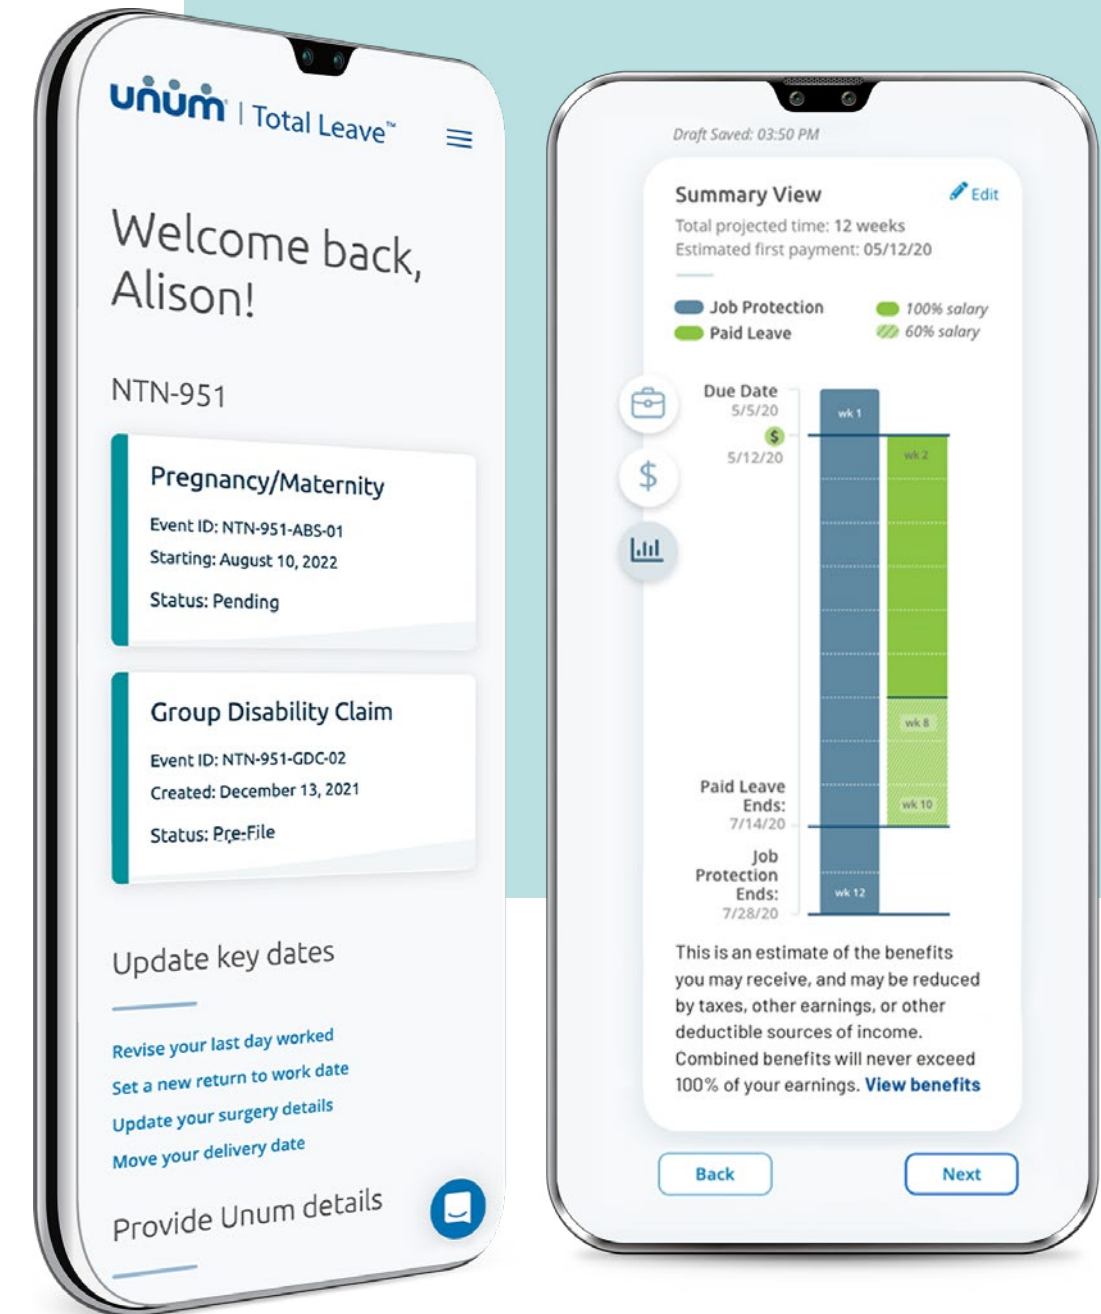 unum | Total Leave™
Welcome back,
Alison!
NTN-951
Pregnancy/Maternity
Event ID: NTN-951-ABS-01
Starting: August 10, 2022
Status: Pending
Group Disability Claim
Event ID: NTN-951-GDC-02
Created: December 13, 2021
Status: Pre-File
Update key dates
Revise your last day worked
Set a new return to work date
Update your surgery details
Move your delivery date
Provide Unum details
Draft Saved: 03:50 PM
Summary View
Edit
Total projected time: 12 weeks
Estimated first payment: 05/12/20
Job Protection
100% salary
Paid Leave
60% salary
Due Date
5/5/20
wk 1
$
5/12/20
wk 2
$
wk 8
Paid Leave
Ends:
wk 10
7/14/20
Job
Protection
Ends:
wk 12
7/28/20
This is an estimate of the benefits
you may receive, and may be reduced
by taxes, other earnings, or other
deductible sources of income.
Combined benefits will never exceed
100% of your earnings. View benefits
Back
Next